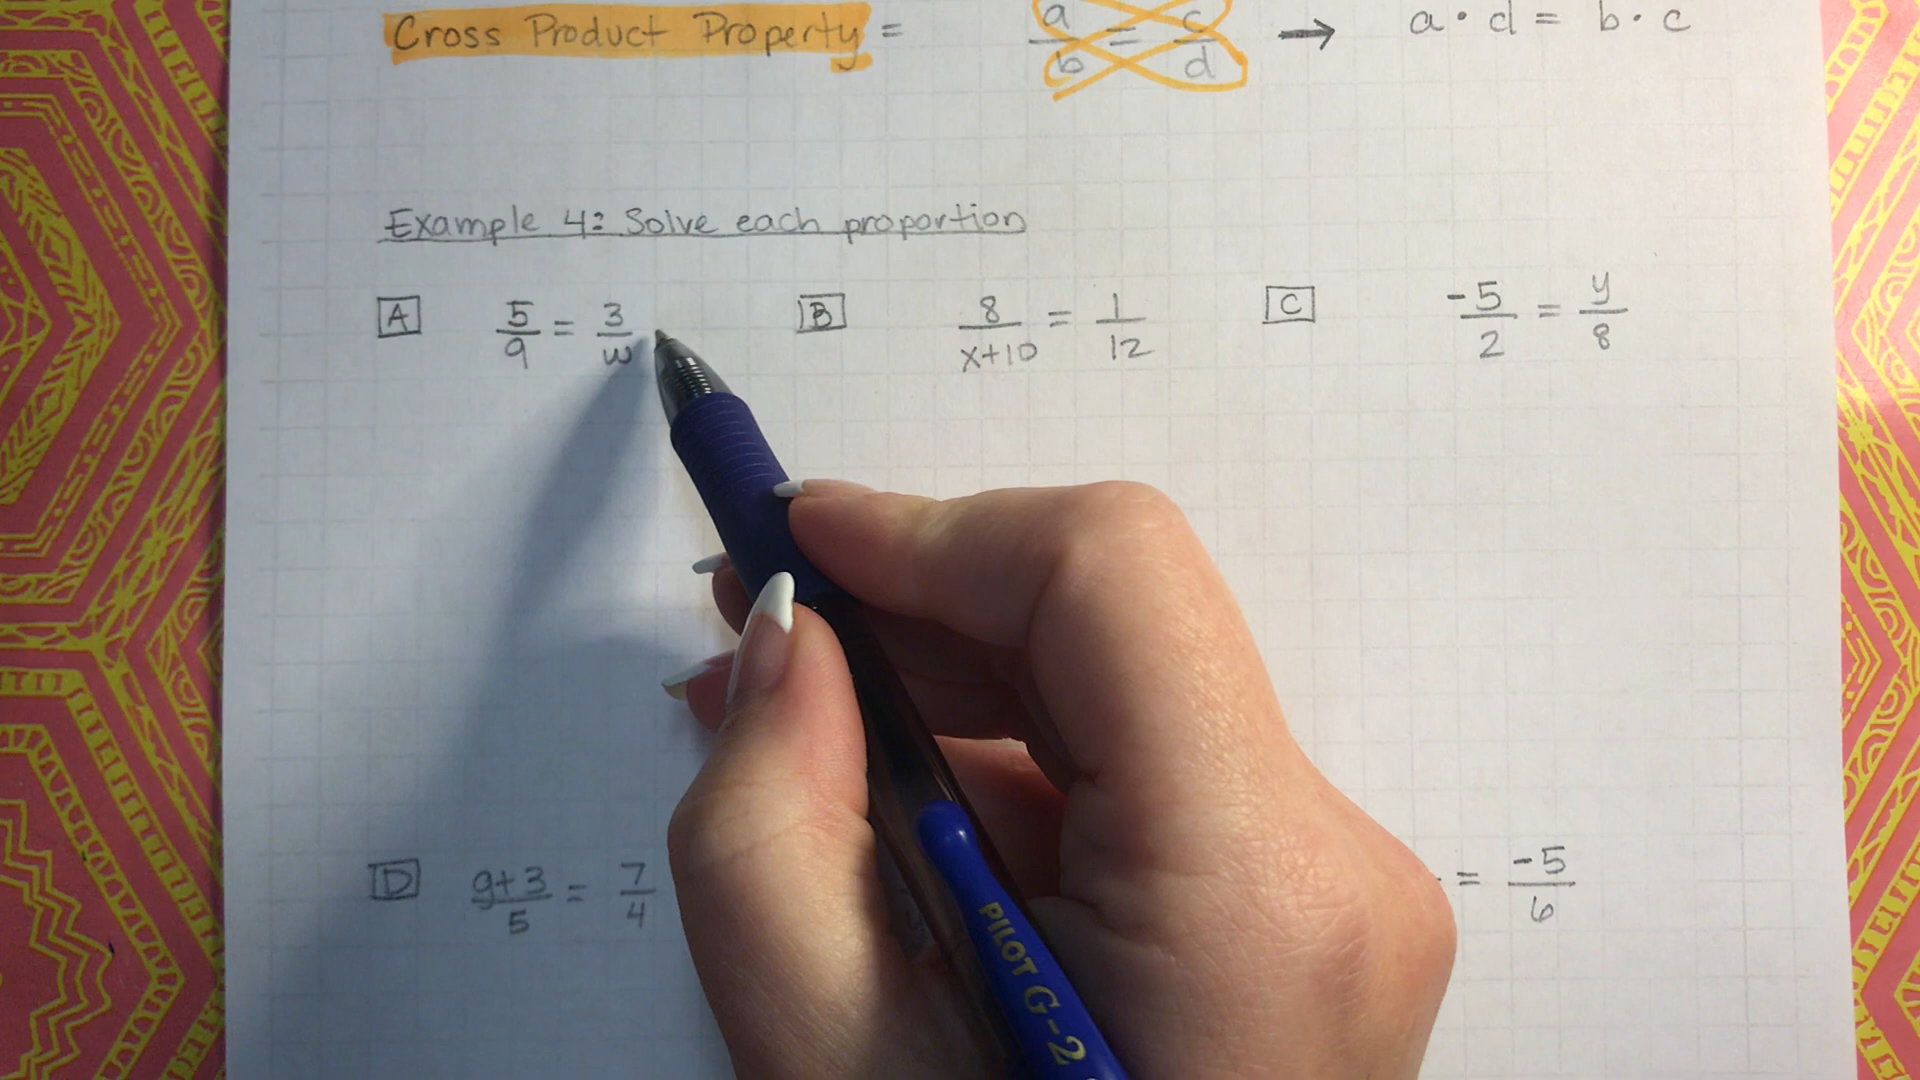 Cross Product Property = a/b = c/d → a · d = b · c
Example 4: Solve each proportion
A 5/9 = 3/w B 8/x+10 = 1/12 C -5/2 = y/8
D g+3/5 = 7/4 = -5/6
PILOT G-2